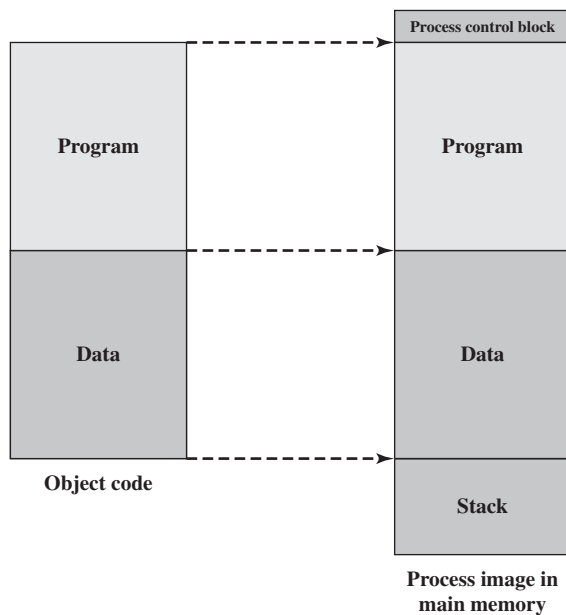 Process control block
Program
Program
Data
Data
Object code
Stack
Process image in
main memory